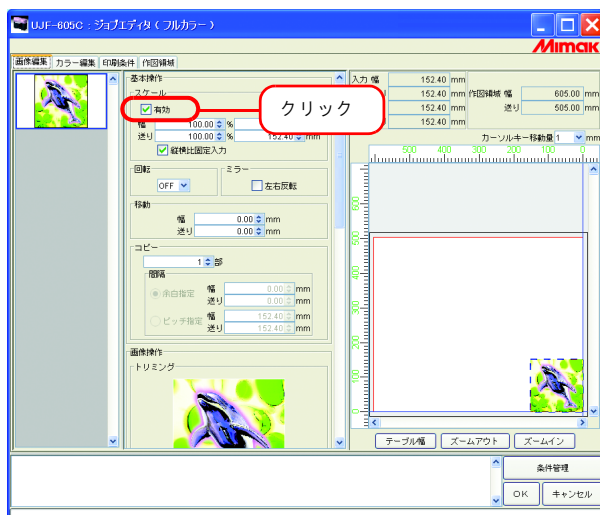 UJF-605C : ジョブエディタ ( フルカラー )
Mimak
画像編集 カラー編集 印刷条件 作図領域
基本操作
スケール
有効
クリック
幅 100.00 %
送り 100.00 % 152.40 mm
縦横比固定入力
回転
OFF
ミラー
左右反転
移動
幅 0.00 mm
送り 0.00 mm
コピー
1 部
間隔
余白指定 幅 0.00 mm
送り 0.00 mm
ピッチ指定 幅 152.40 mm
送り 152.40 mm
画像操作
トリミング
入力 幅 152.40 mm
152.40 mm
152.40 mm
作図領域 幅 605.00 mm
送り 505.00 mm
カーソルキー移動量 1 mm
500 400 300 200 100 0
600
500
400
300
200
100
0
テーブル幅 ズームアウト ズームイン
条件管理
OK キャンセル